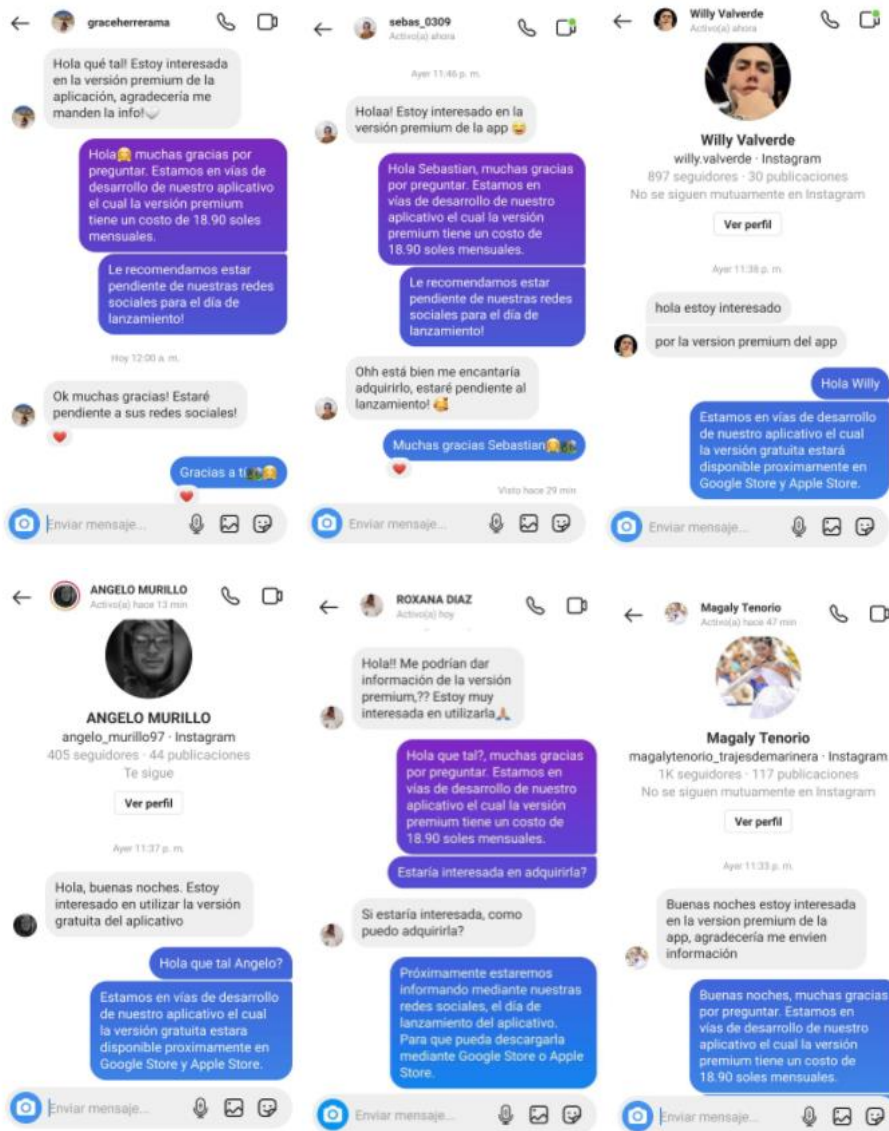 graceherrerama
Hola qué tal! Estoy interesada
en la versión premium de la
aplicación, agradecería me
manden la info!
Hola muchas gracias por
preguntar. Estamos en vías de
desarrollo de nuestro aplicativo
el cual la versión premium
tiene un costo de 18.90 soles
mensuales.
Le recomendamos estar
pendiente de nuestras redes
sociales para el día de
lanzamiento!
Hoy 12:00 a. m.
Ok muchas gracias! Estaré
pendiente a sus redes sociales!
Gracias a ti
Enviar mensaje...
sebas_0309
Activo(a) ahora
Ayer 11:46 p. m.
Holaa! Estoy interesado en la
versión premium de la app
Hola Sebastian, muchas gracias
por preguntar. Estamos en
vías de desarrollo de nuestro
aplicativo el cual la versión
premium tiene un costo de
18.90 soles mensuales.
Le recomendamos estar
pendiente de nuestras redes
sociales para el día de
lanzamiento!
Ohh está bien me encantaría
adquirirlo, estaré pendiente al
lanzamiento!
Muchas gracias Sebastian
Visto hace 29 min
Enviar mensaje...
Willy Valverde
Activo(a) ahora
Willy Valverde
willy.valverde · Instagram
897 seguidores · 30 publicaciones
No se siguen mutuamente en Instagram
Ver perfil
Ayer 11:38 p. m.
hola estoy interesado
por la version premium del app
Hola Willy
Estamos en vías de desarrollo
de nuestro aplicativo el cual
la versión gratuita estará
disponible proximamente en
Google Store y Apple Store.
Enviar mensaje...
ANGELO MURILLO
Activo(a) hace 13 min
ANGELO MURILLO
angelo_murillo97 · Instagram
405 seguidores · 44 publicaciones
Te sigue
Ver perfil
Ayer 11:37 p. m.
Hola, buenas noches. Estoy
interesado en utilizar la versión
gratuita del aplicativo
Hola que tal Angelo?
Estamos en vías de desarrollo
de nuestro aplicativo el cual
la versión gratuita estara
disponible proximamente en
Google Store y Apple Store.
Enviar mensaje...
ROXANA DIAZ
Activo(a) hoy
Hola!! Me podrían dar
información de la versión
premium,?? Estoy muy
interesada en utilizarla
Hola que tal?, muchas gracias
por preguntar. Estamos en
vías de desarrollo de nuestro
aplicativo el cual la versión
premium tiene un costo de
18.90 soles mensuales.
Estaría interesada en adquirirla?
Si estaría interesada, como
puedo adquirirla?
Próximamente estaremos
informando mediante nuestras
redes sociales, el día de
lanzamiento del aplicativo.
Para que pueda descargarla
mediante Google Store o Apple
Store.
Enviar mensaje...
Magaly Tenorio
Activo(a) hace 47 min
Magaly Tenorio
magalytenorio_trajesdemarinera · Instagram
1K seguidores · 117 publicaciones
No se siguen mutuamente en Instagram
Ver perfil
Ayer 11:33 p. m.
Buenas noches estoy interesada
en la version premium de la
app, agradecería me envien
información
Buenas noches, muchas gracias
por preguntar. Estamos en
vías de desarrollo de nuestro
aplicativo el cual la versión
premium tiene un costo de
18.90 soles mensuales.
Enviar mensaje...